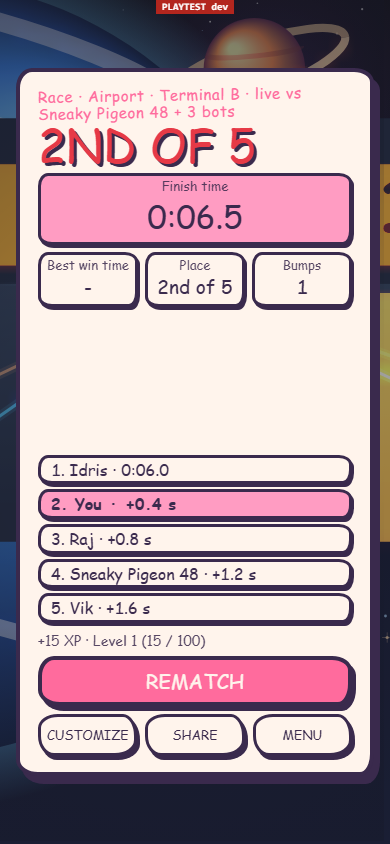 PLAYTEST dev
Race · Airport · Terminal B · live vs
Sneaky Pigeon 48 + 3 bots
2ND OF 5
Finish time
0:06.5
Best win time
-
Place
2nd of 5
Bumps
1
1. Idris · 0:06.0
2. You · +0.4 s
3. Raj · +0.8 s
4. Sneaky Pigeon 48 · +1.2 s
5. Vik · +1.6 s
+15 XP · Level 1 (15 / 100)
REMATCH
CUSTOMIZE
SHARE
MENU